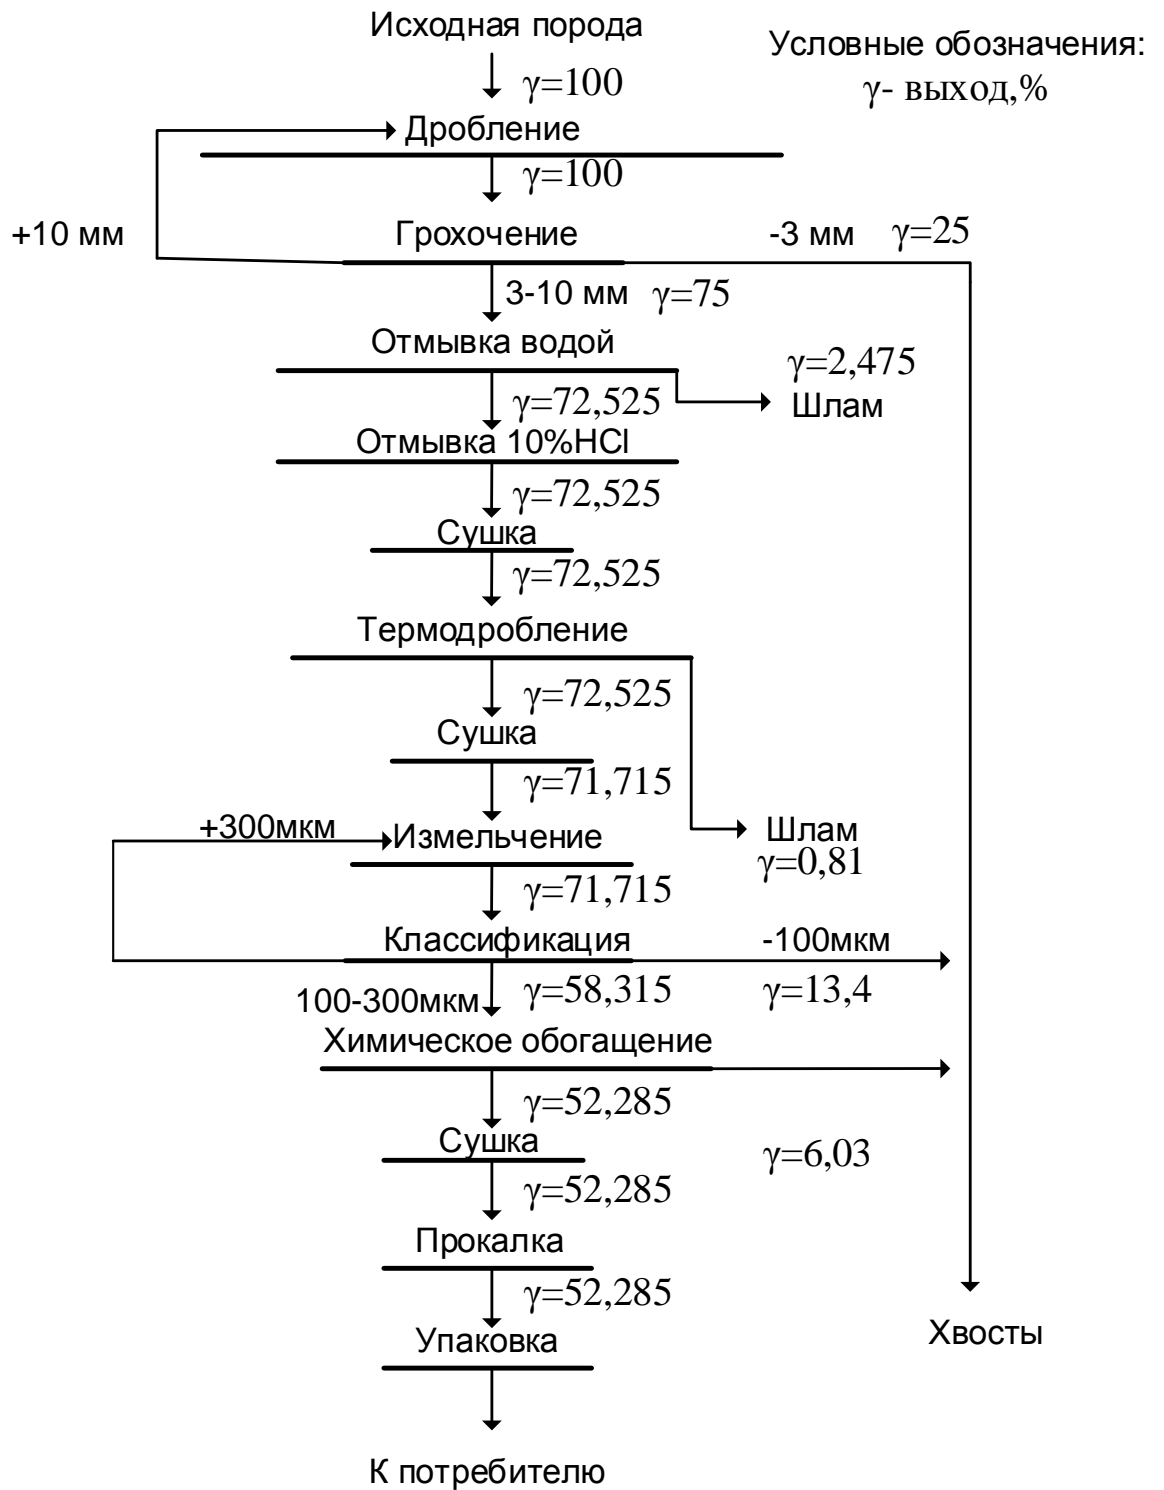 Исходная порода
Условные обозначения:
γ=100
γ- выход,%
Дробление
γ=100
+10 мм
Грохочение
-3 мм γ=25
3-10 мм γ=75
Отмывка водой
γ=2,475
γ=72,525
Шлам
Отмывка 10%HCl
γ=72,525
Сушка
γ=72,525
Термодробление
γ=72,525
Сушка
γ=71,715
+300мкм
Измельчение
Шлам
γ=0,81
γ=71,715
Классификация
-100мкм
100-300мкм
γ=58,315
γ=13,4
Химическое обогащение
γ=52,285
Сушка
γ=6,03
γ=52,285
Прокалка
γ=52,285
Упаковка
Хвосты
К потребителю